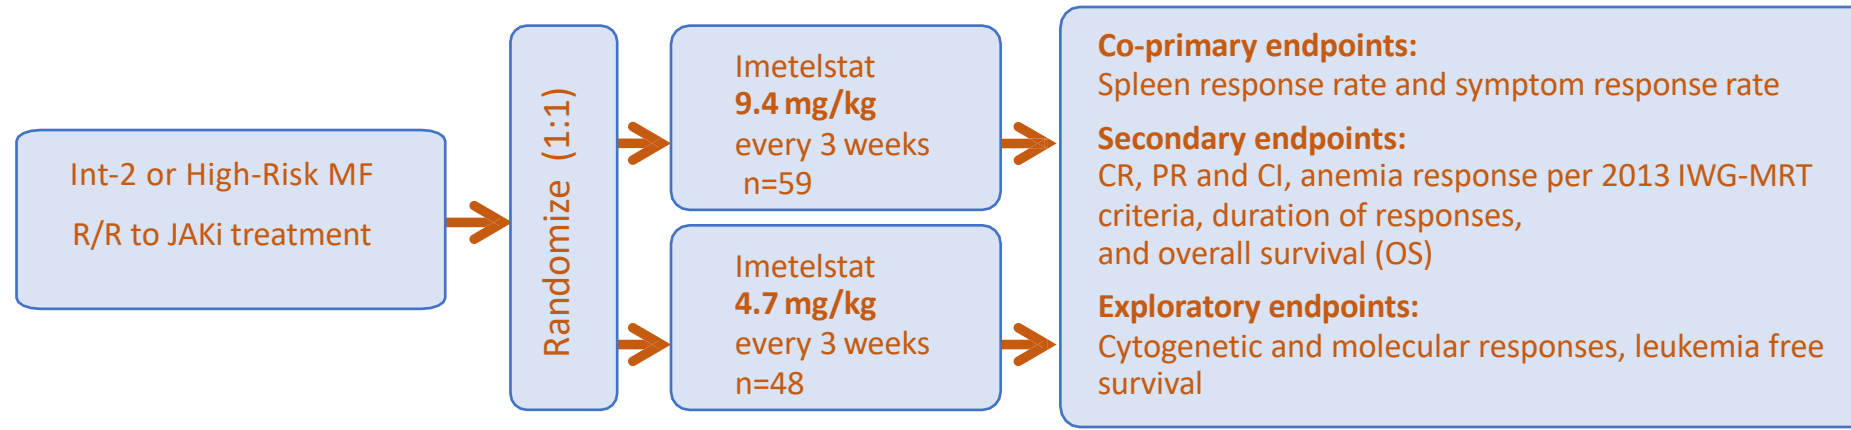 Int-2 or High-Risk MF
R/R to JAKi treatment
Randomize (1:1)
Imetelstat
9.4 mg/kg
every 3 weeks
n=59
Imetelstat
4.7 mg/kg
every 3 weeks
n=48
Co-primary endpoints:
Spleen response rate and symptom response rate
Secondary endpoints:
CR, PR and CI, anemia response per 2013 IWG-MRT
criteria, duration of responses,
and overall survival (OS)
Exploratory endpoints:
Cytogenetic and molecular responses, leukemia free
survival